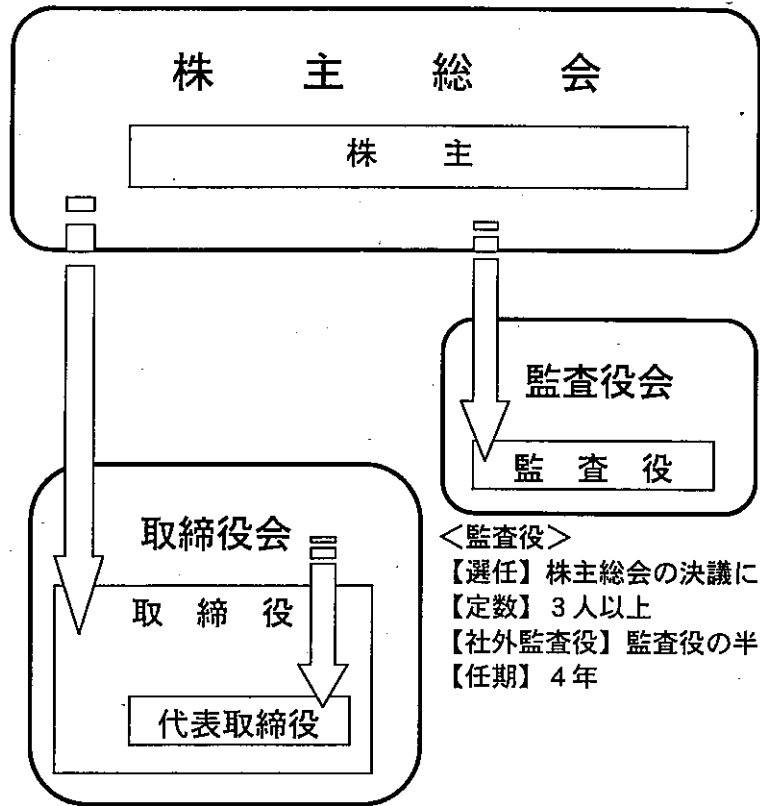 株主総会
株主
監査役会
監査役
取締役会
取締役
代表取締役
＜監査役＞
【選任】株主総会の決議に
【定数】３人以上
【社外監査役】監査役の半
【任期】４年